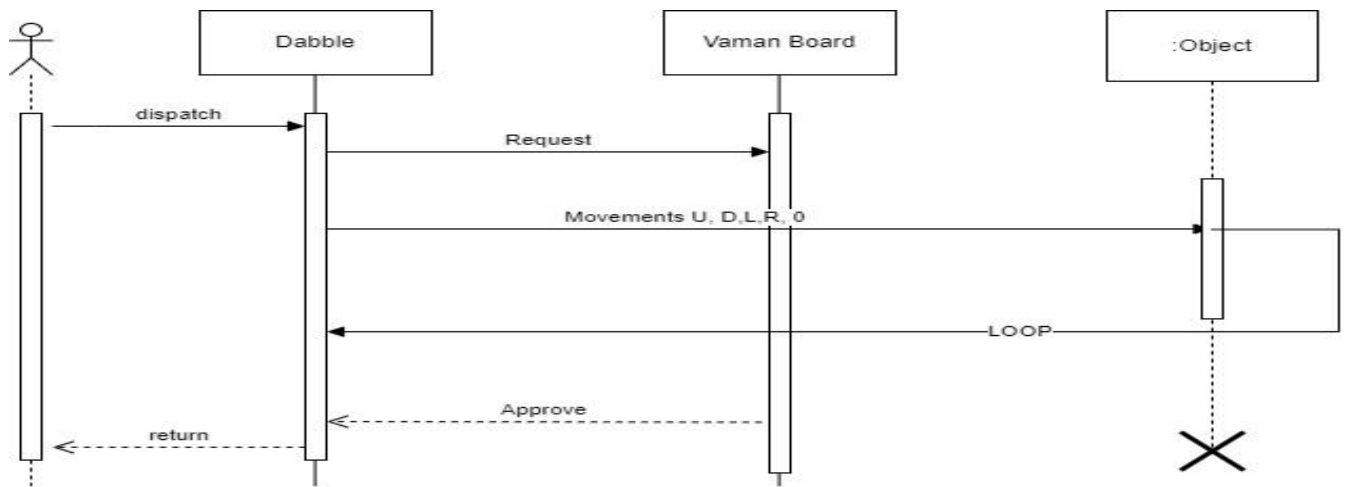 Dabble
Vaman Board
:Object
dispatch
Request
Movements U, D,L,R, 0
LOOP
Approve
return